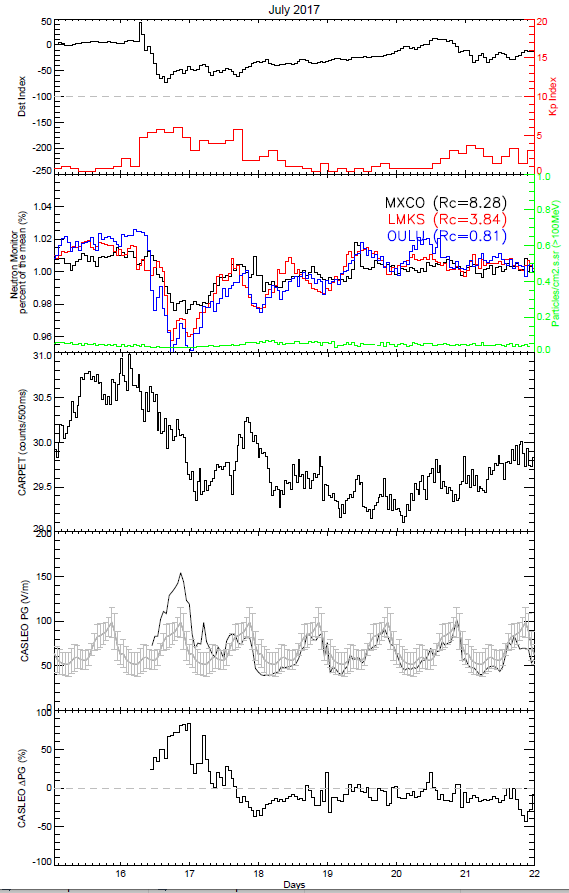 July 2017
50
0
-50
-100
-150
-200
-250
Dst Index
20
15
10
5
0
Kp Index
1.04
1.02
1.00
0.98
0.96
Neutron Monitor
percent of the mean (%)
MXCO (Rc=8.28)
LMKS (Rc=3.84)
OULU (Rc=0.81)
1.0
0.8
0.6
0.4
0.2
0.0
Particles/cm2 s sr (>100MeV)
31.0
30.5
30.0
29.5
29.0
CARPET (counts/500ms)
200
150
100
50
0
CASLEO PG (V/m)
100
50
0
-50
-100
CASLEO ΔPG (%)
16 17 18 19 20 21 22
Days